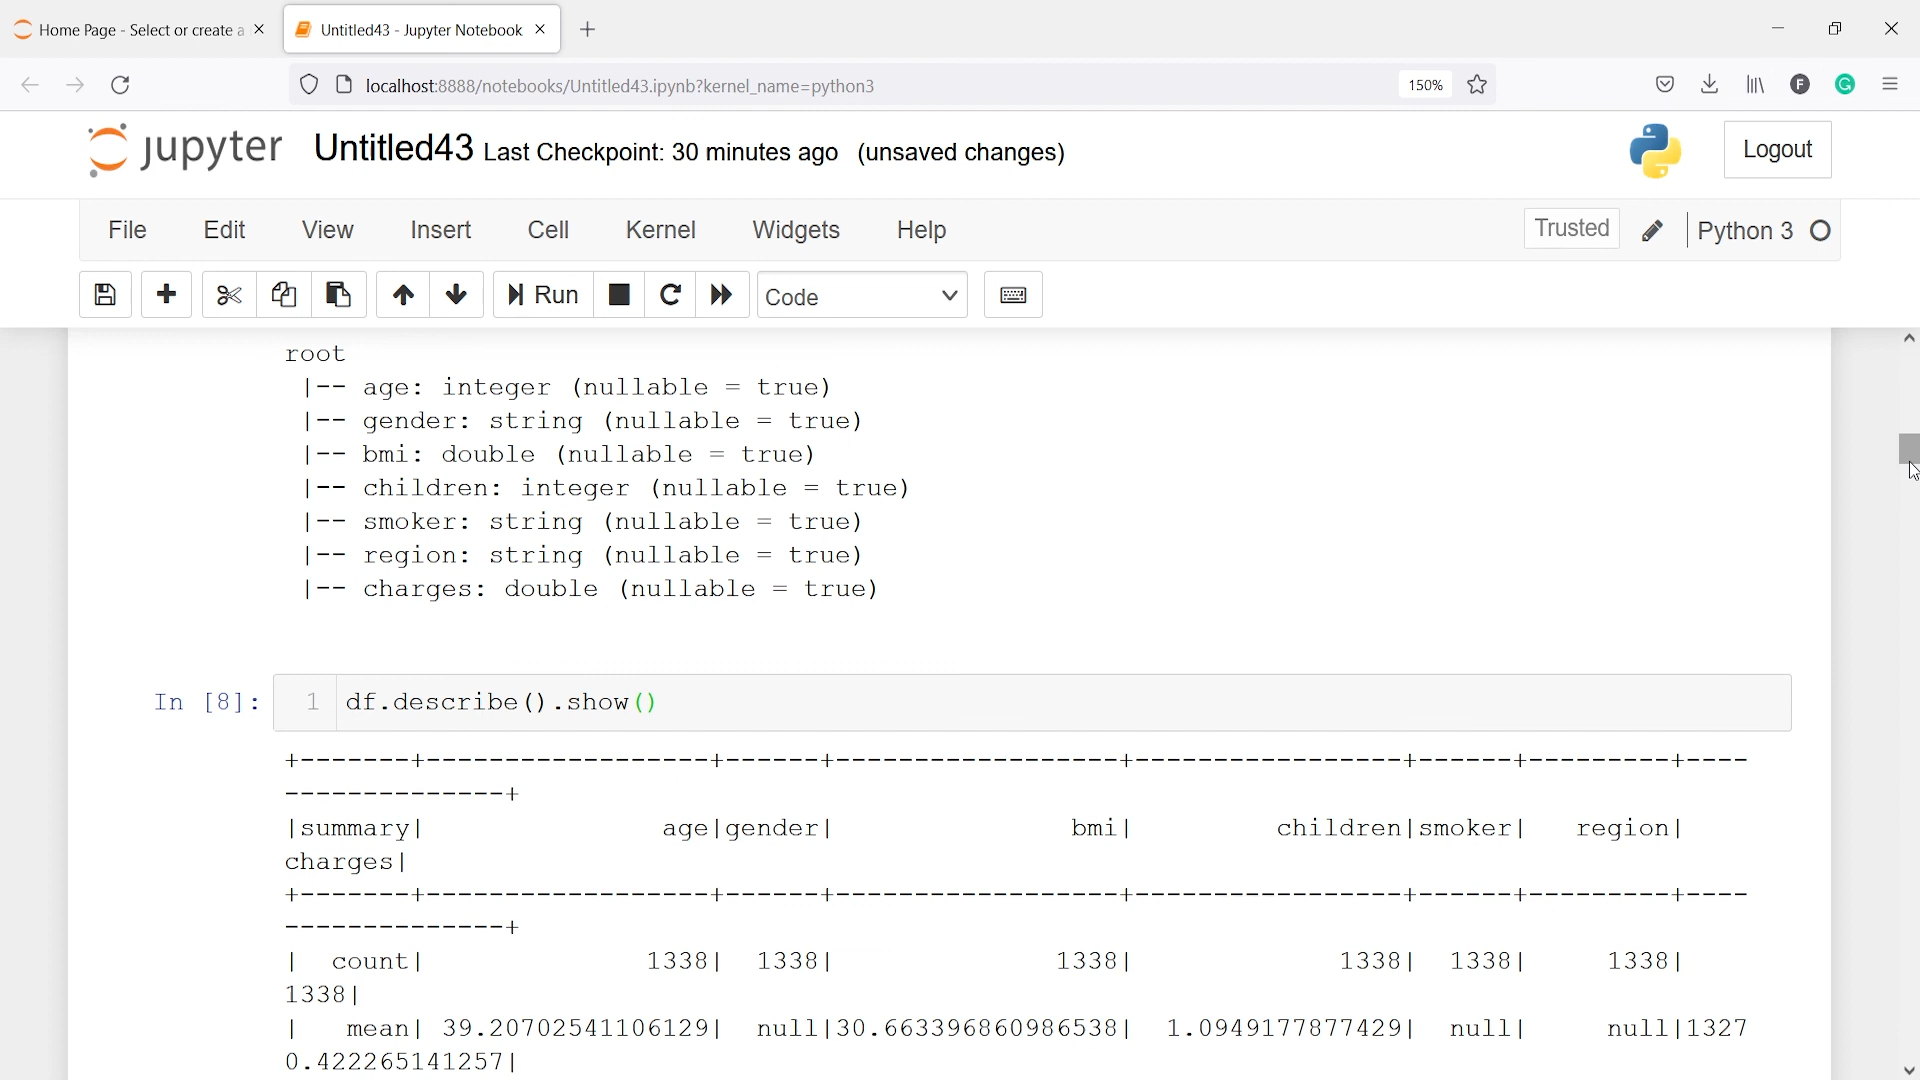 Home Page - Select or create a
Untitled43 - Jupyter Notebook
localhost:8888/notebooks/Untitled43.ipynb?kernel_name=python3
150%
F
G
jupyter
Untitled43 Last Checkpoint: 30 minutes ago (unsaved changes)
Logout
File Edit View Insert Cell Kernel Widgets Help
Trusted
Python 3
Run
Code
root
|-- age: integer (nullable = true)
|-- gender: string (nullable = true)
|-- bmi: double (nullable = true)
|-- children: integer (nullable = true)
|-- smoker: string (nullable = true)
|-- region: string (nullable = true)
|-- charges: double (nullable = true)
In [8]: 1 df.describe().show()
+-------+------------------+------+------------------+-----------------+------+---------+----
--------------+
|summary| age|gender| bmi| children|smoker| region|
charges|
+-------+------------------+------+------------------+-----------------+------+---------+----
--------------+
| count| 1338| 1338| 1338| 1338| 1338| 1338|
1338|
| mean| 39.20702541106129| null|30.663396860986538| 1.0949177877429| null| null|1327
0.422265141257|